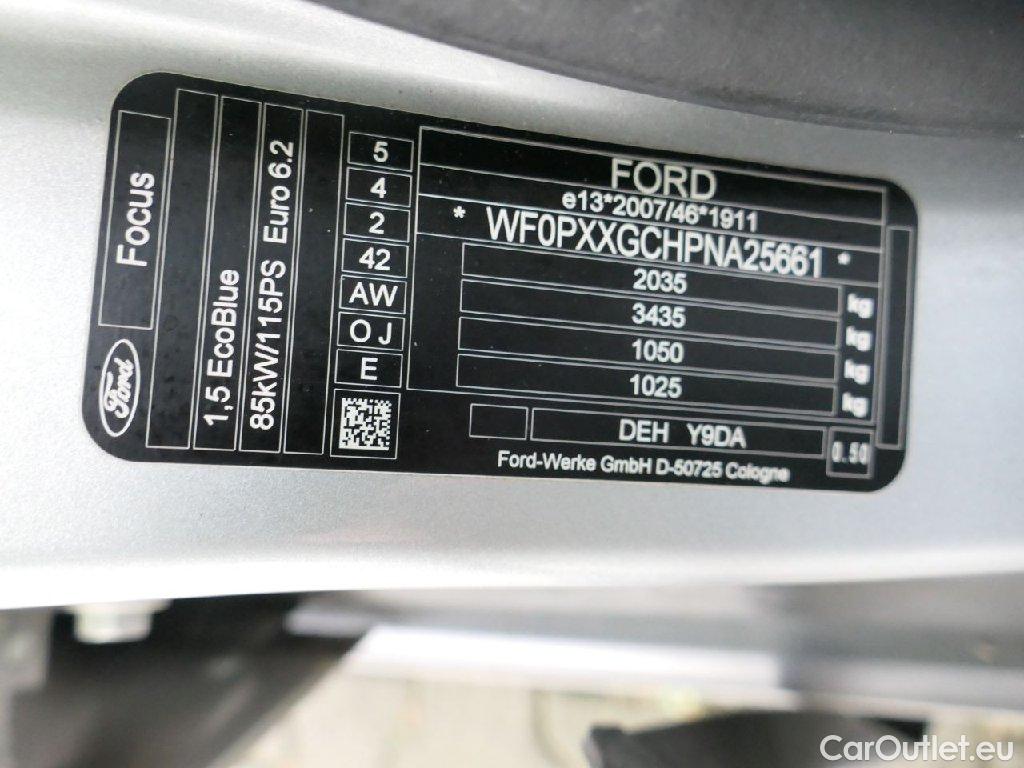 Focus
Ford
1,5 EcoBlue
85kW/115PS Euro 6.2
5
4
2
42
AW
O J
E
FORD
e13*2007/46*1911
* WF0PXXGCHPNA25661 *
2035 kg
3435 kg
1050 kg
1025 kg
DEH Y9DA
0.50
Ford-Werke GmbH D-50725 Cologne
CarOutlet.eu